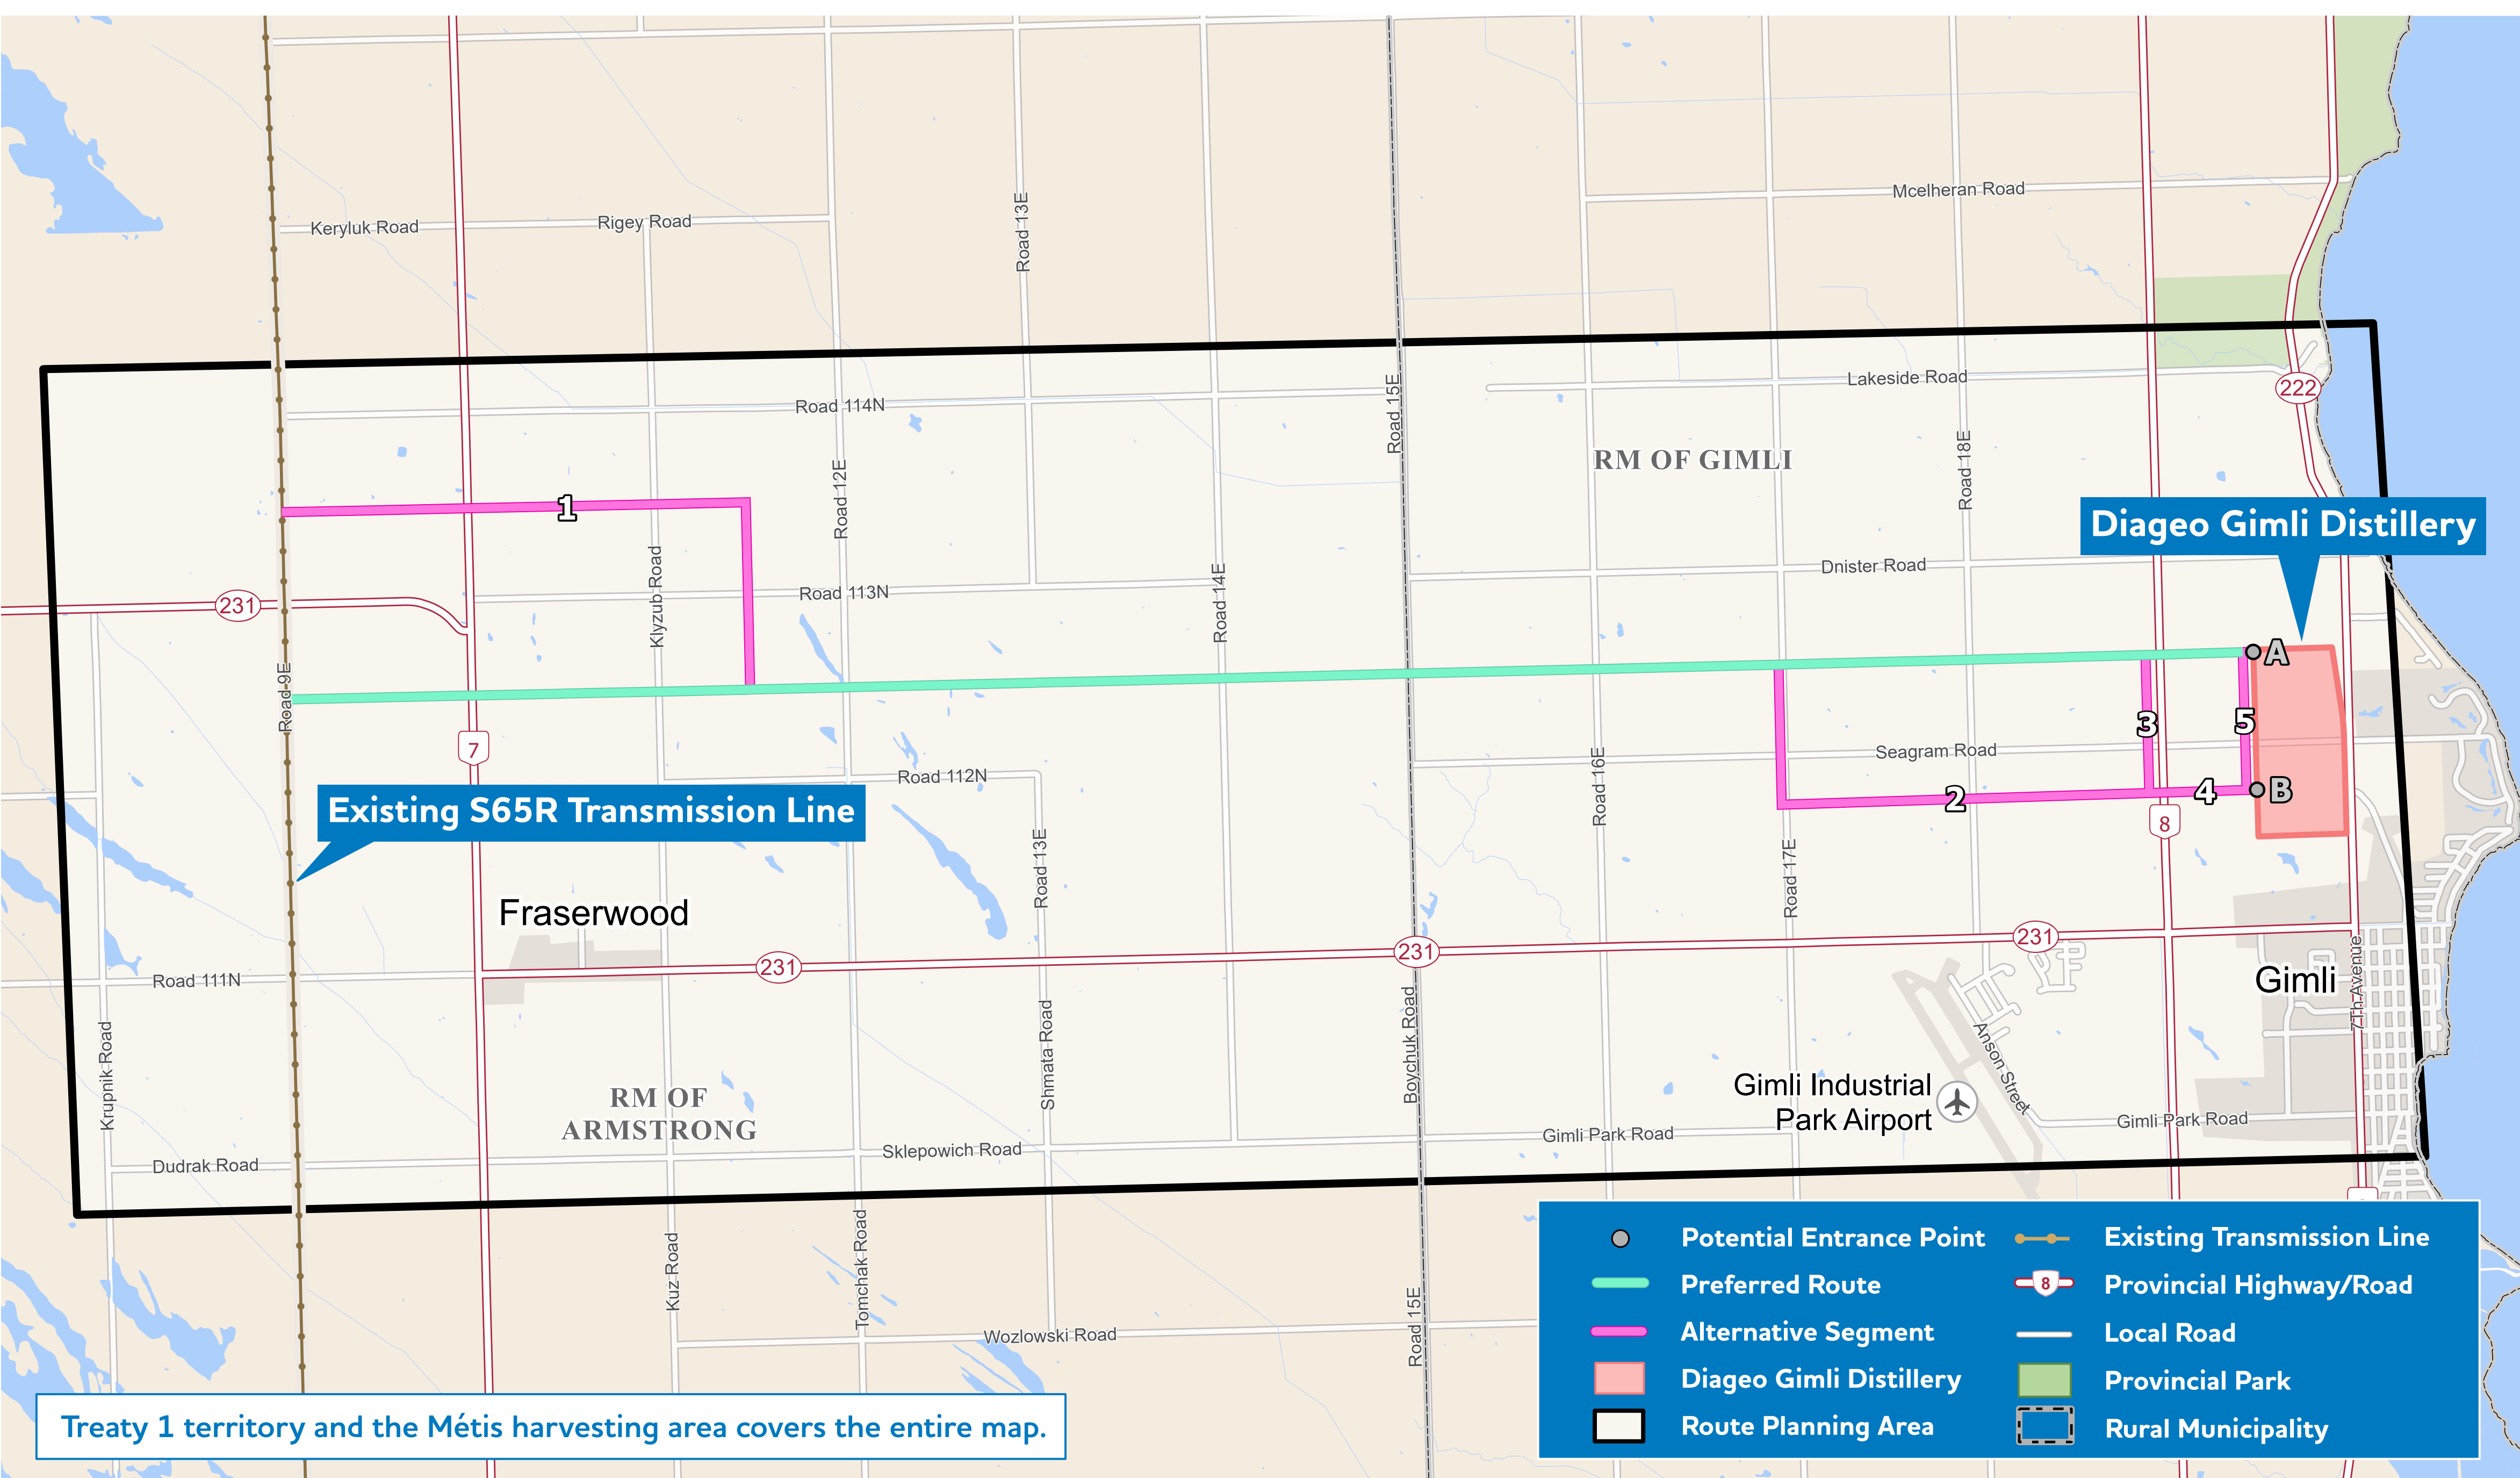 Keryluk Road
Rigey Road
Road 13E
Mcelheran Road
Road 114N
Road 15E
Lakeside Road
222
RM OF GIMLI
Road 12E
Road 18E
1
Diageo Gimli Distillery
Klyzub Road
Road 113N
Road 14E
Dnister Road
231
Road 9E
A
7
3
5
Seagram Road
Road 112N
Road 16E
2
4
B
8
Existing S65R Transmission Line
Road 13E
Road 17E
Fraserwood
231
231
231
Road 111N
Gimli
7Th Avenue
Krupnik Road
Shmata Road
Boychuk Road
Anson Street
RM OF
ARMSTRONG
Gimli Industrial
Park Airport
Gimli Park Road
Gimli Park Road
Sklepowich Road
Dudrak Road
Kuz Road
Tomchak Road
Road 15E
Wozlowski Road
Potential Entrance Point
Preferred Route
Alternative Segment
Diageo Gimli Distillery
Route Planning Area
Existing Transmission Line
8
Provincial Highway/Road
Local Road
Provincial Park
Rural Municipality
Treaty 1 territory and the Métis harvesting area covers the entire map.